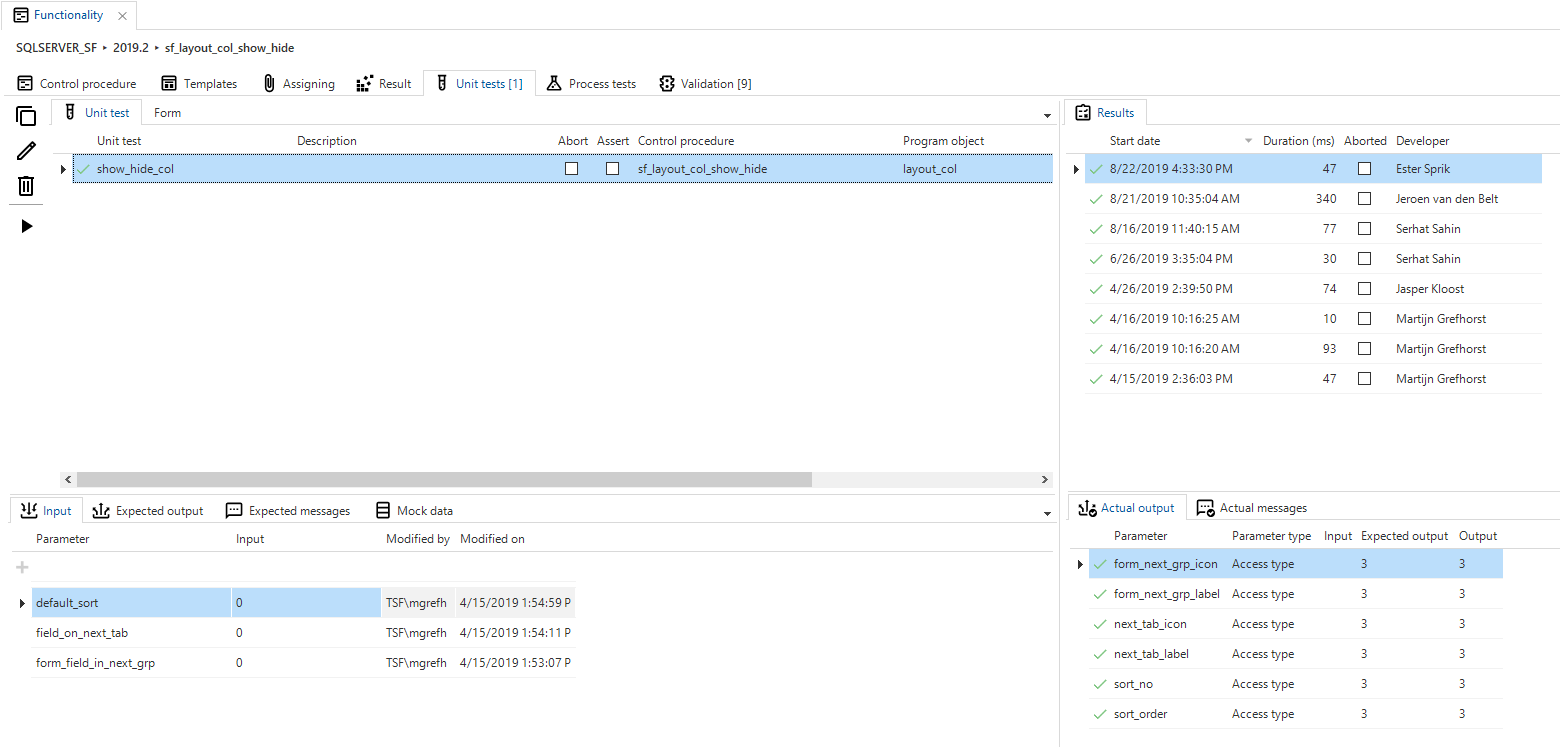 Functionality
SQLSERVER_SF ▸ 2019.2 ▸ sf_layout_col_show_hide
Control procedure Templates Assigning Result Unit tests [1] Process tests Validation [9]
Unit test Form
Unit test Description Abort Assert Control procedure Program object
show_hide_col sf_layout_col_show_hide layout_col
Results
Start date Duration (ms) Aborted Developer
8/22/2019 4:33:30 PM 47 Ester Sprik
8/21/2019 10:35:04 AM 340 Jeroen van den Belt
8/16/2019 11:40:15 AM 77 Serhat Sahin
6/26/2019 3:35:04 PM 30 Serhat Sahin
4/26/2019 2:39:50 PM 74 Jasper Kloost
4/16/2019 10:16:25 AM 10 Martijn Grefhorst
4/16/2019 10:16:20 AM 93 Martijn Grefhorst
4/15/2019 2:36:03 PM 47 Martijn Grefhorst
Input Expected output Expected messages Mock data
Parameter Input Modified by Modified on
default_sort 0 TSF\mgrefh 4/15/2019 1:54:59 P
field_on_next_tab 0 TSF\mgrefh 4/15/2019 1:54:11 P
form_field_in_next_grp 0 TSF\mgrefh 4/15/2019 1:53:07 P
Actual output Actual messages
Parameter Parameter type Input Expected output Output
form_next_grp_icon Access type 3 3
form_next_grp_label Access type 3 3
next_tab_icon Access type 3 3
next_tab_label Access type 3 3
sort_no Access type 3 3
sort_order Access type 3 3